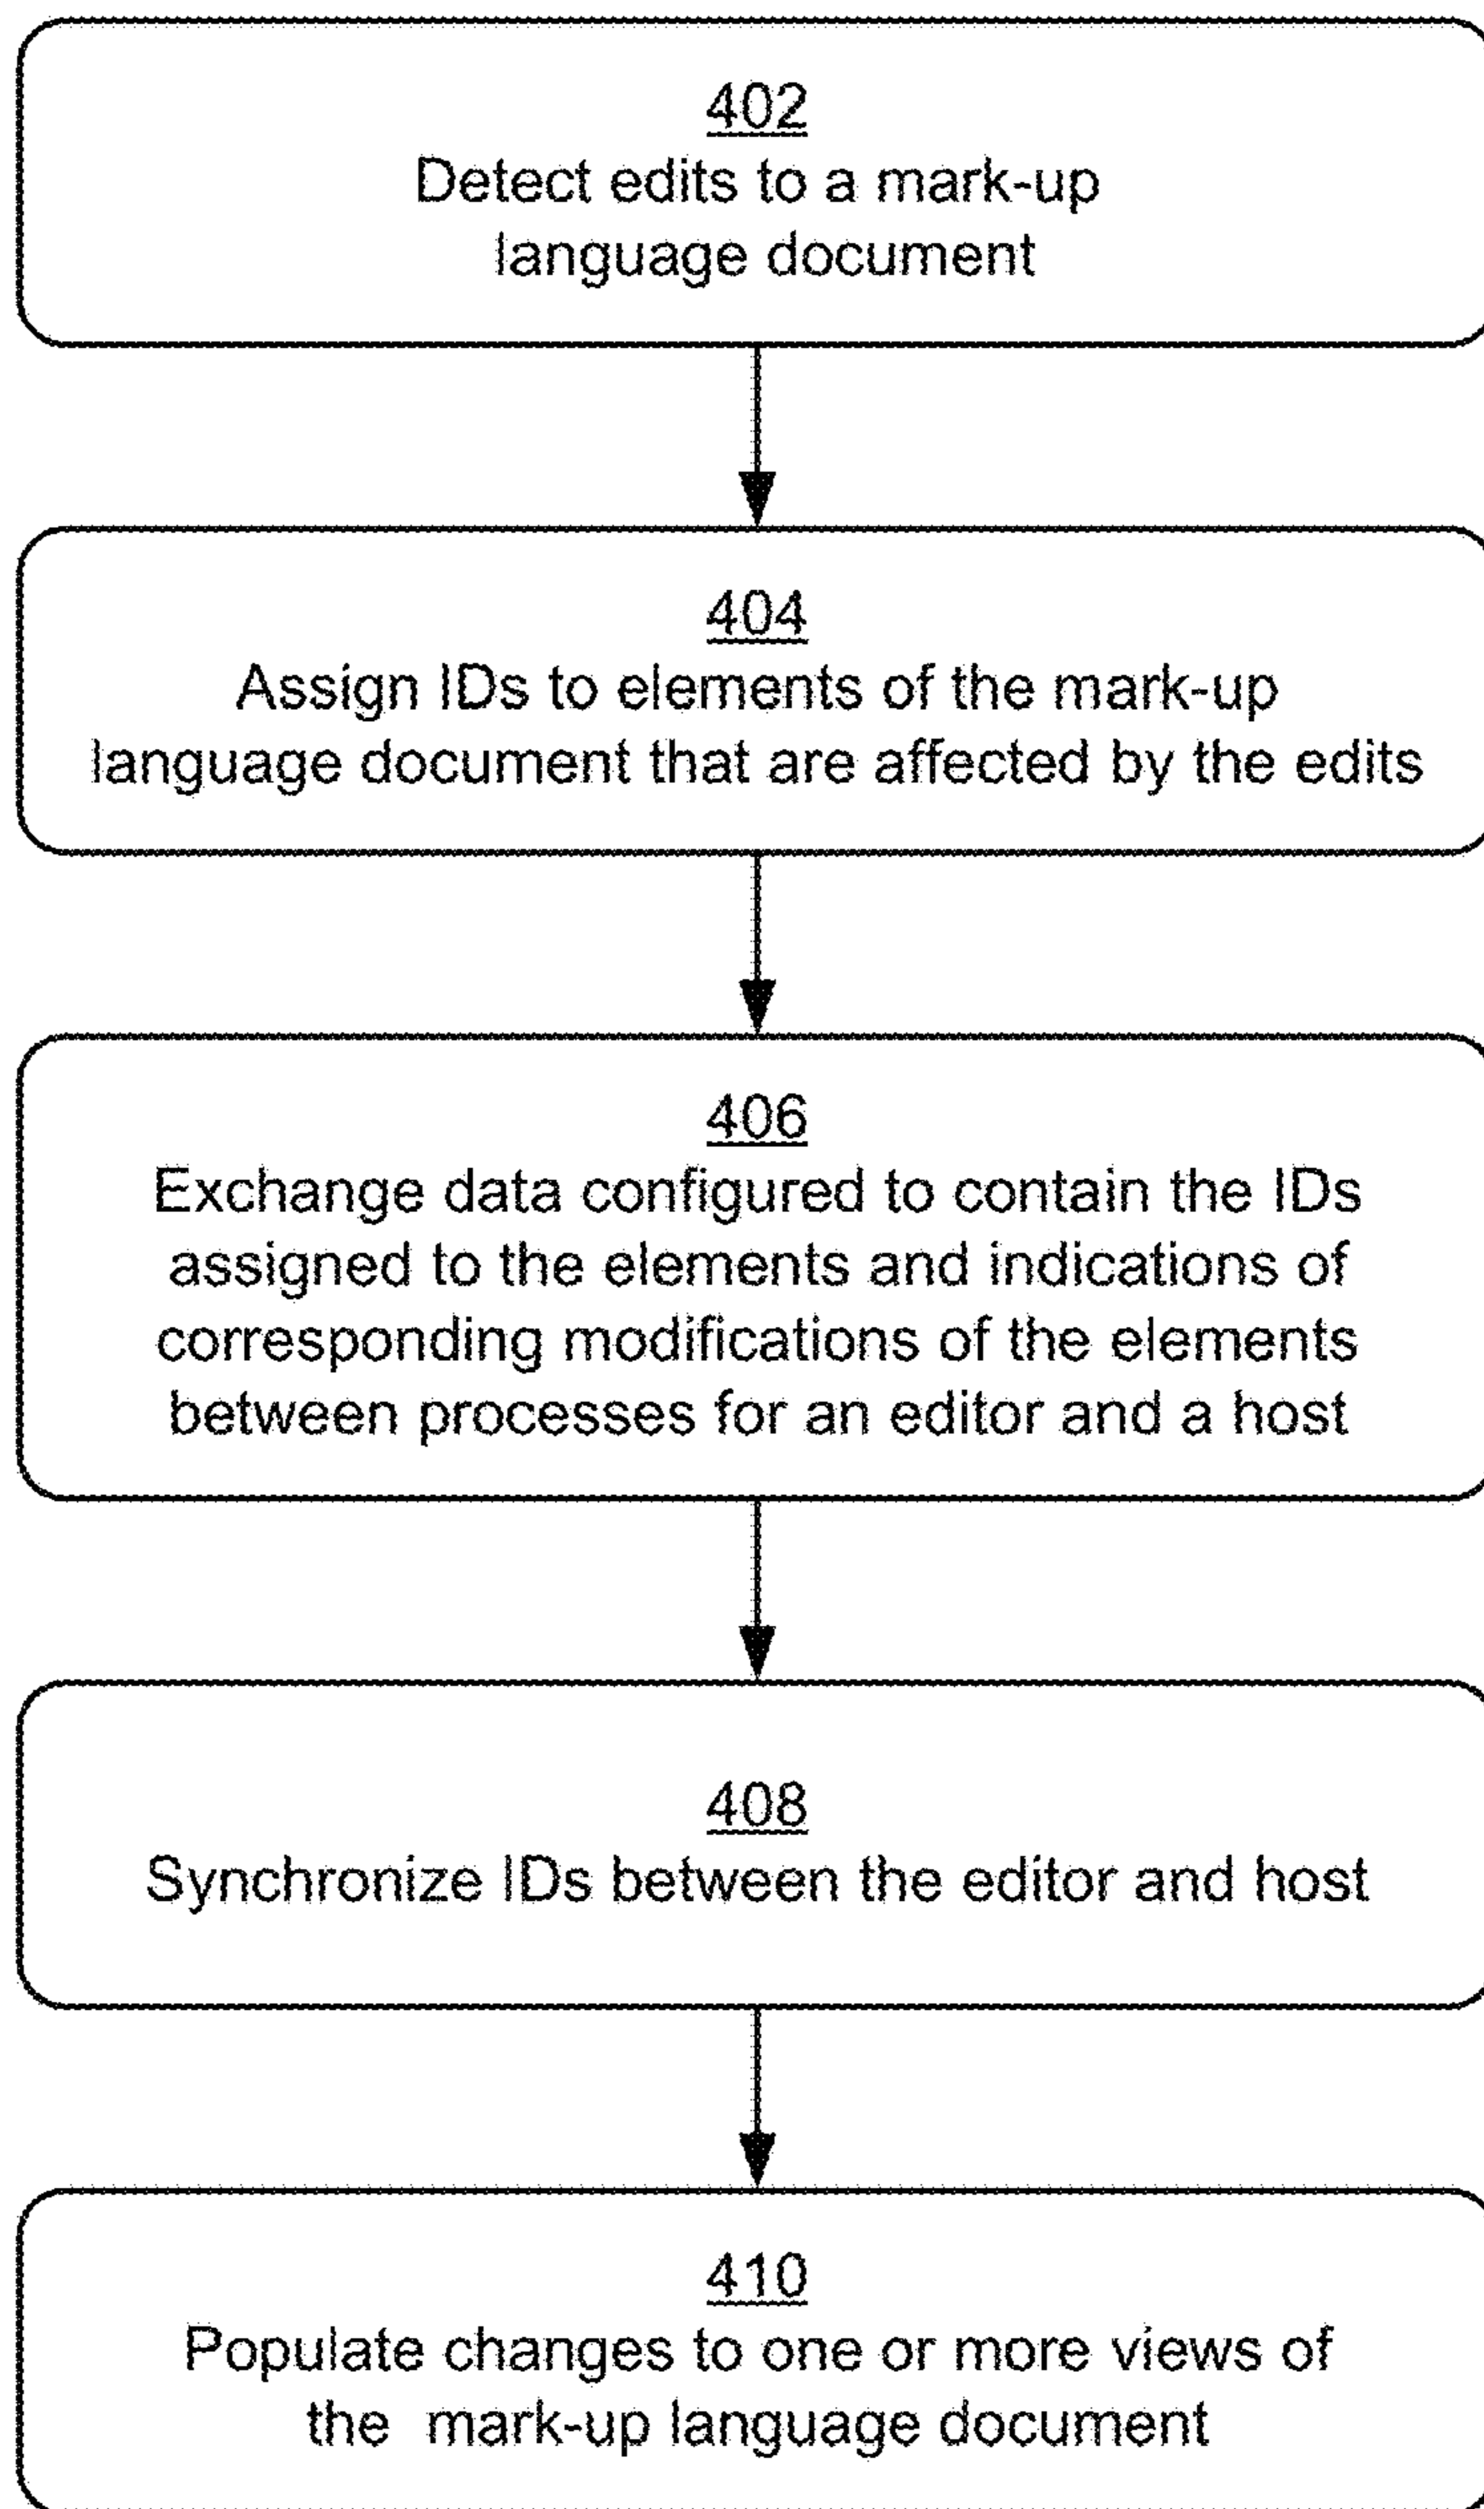 402
Detect edits to a mark-up
language document
404
Assign IDs to elements of the mark-up
language document that are affected by the edits
406
Exchange data configured to contain the IDs
assigned to the elements and indications of
corresponding modifications of the elements
between processes for an editor and a host
408
Synchronize IDs between the editor and host
410
Populate changes to one or more views of
the mark-up language document